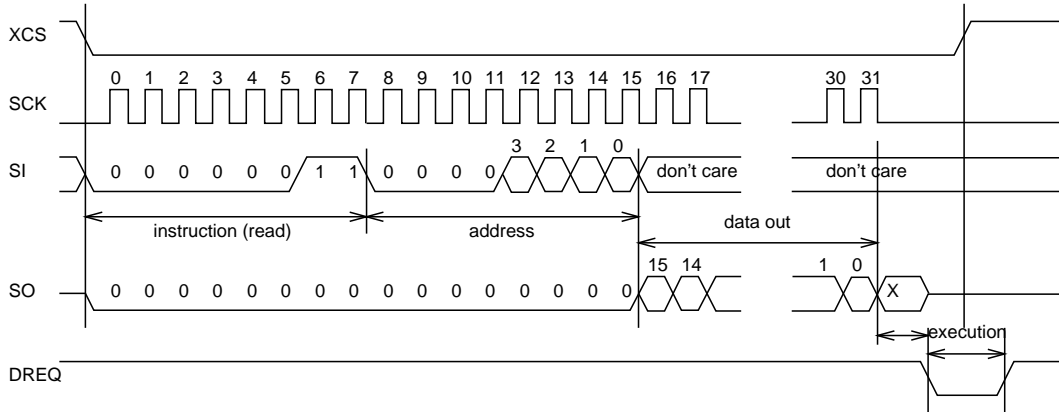 XCS
0 1 2 3 4 5 6 7 8 9 10 11 12 13 14 15 16 17 30 31
SCK
3 2 1 0
SI 0 0 0 0 0 0 1 1 0 0 0 0 don't care don't care
instruction (read) address data out
15 14 1 0
SO 0 0 0 0 0 0 0 0 0 0 0 0 0 0 0 0 X
execution
DREQ